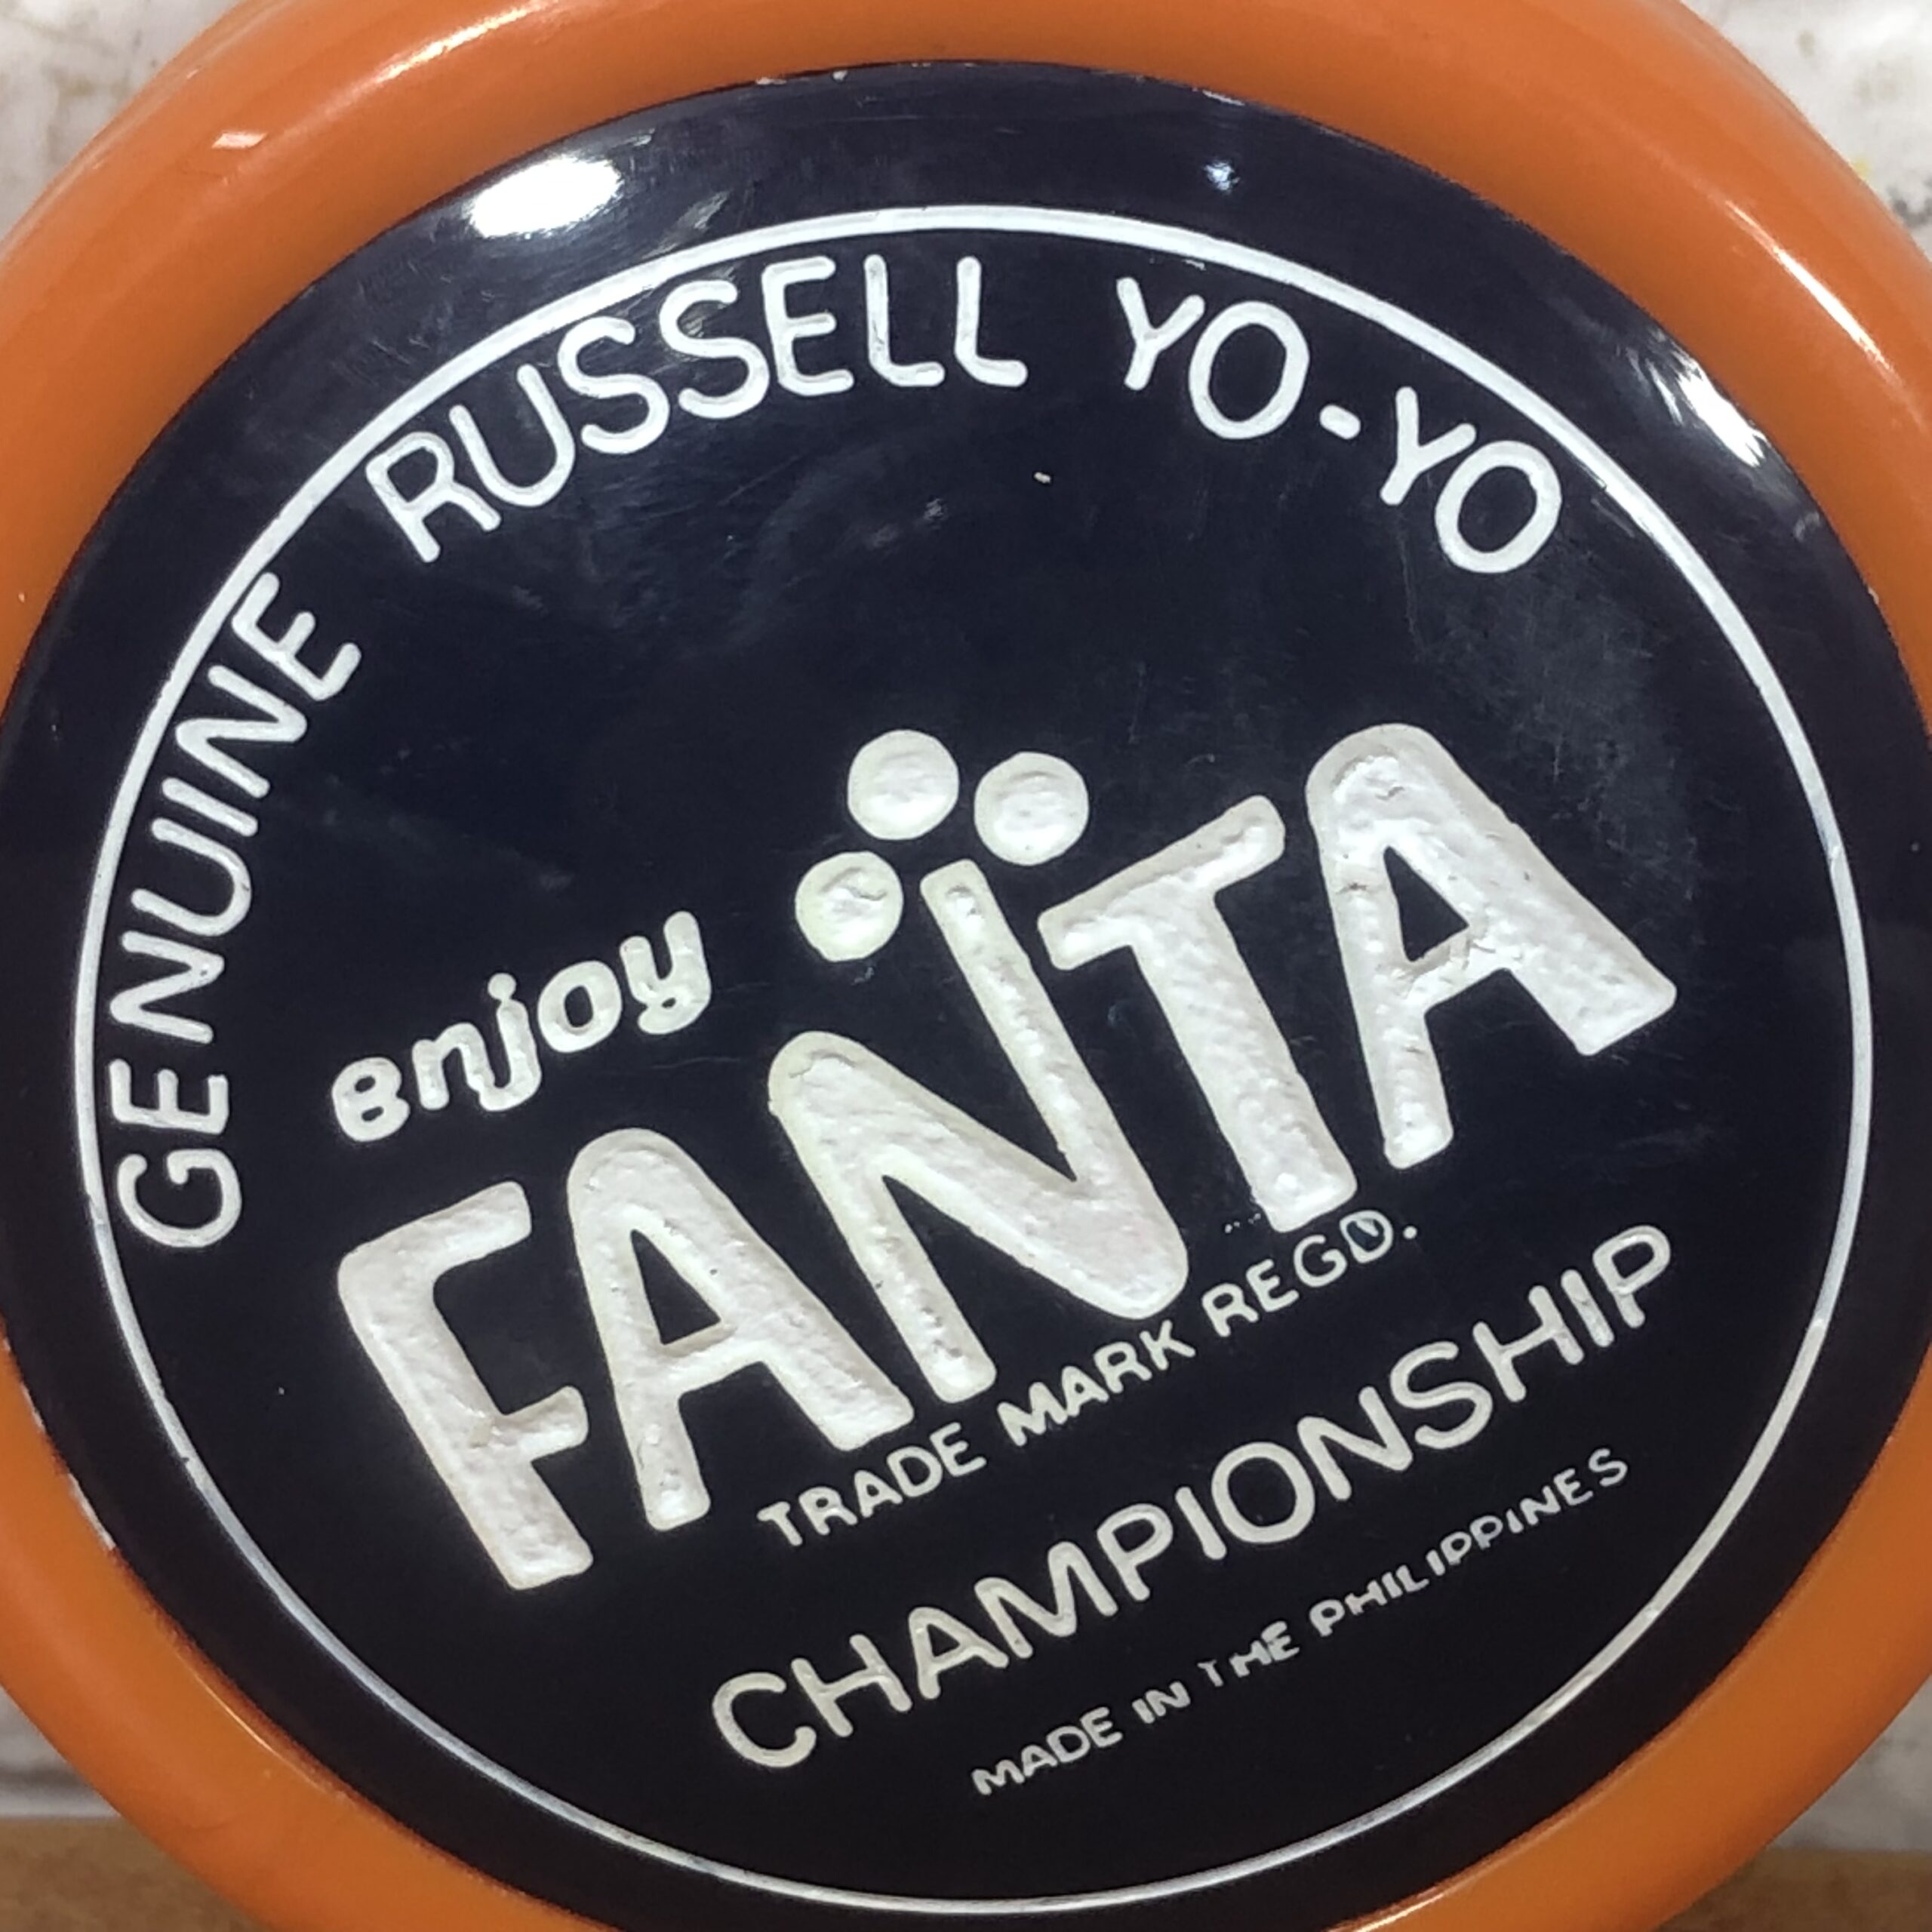 GENUINE RUSSELL YO-YO
enjoy
FANTA
TRADE MARK REGD.
CHAMPIONSHIP
MADE IN THE PHILIPPINES